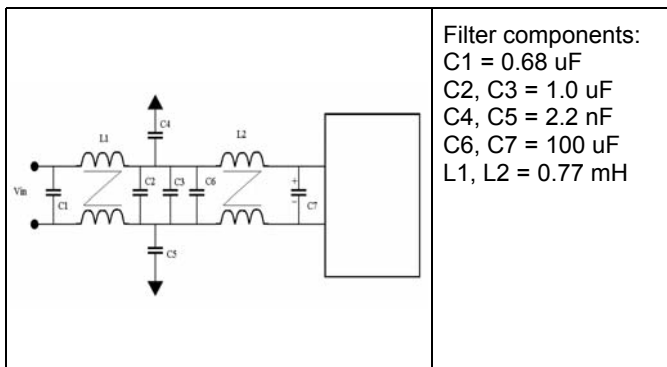 Filter components:
C1 = 0.68 uF
C2, C3 = 1.0 uF
C4, C5 = 2.2 nF
C6, C7 = 100 uF
L1, L2 = 0.77 mH
C4
L1
L2
Vin
C1
C2
C3
C6
+
-
C7
C5